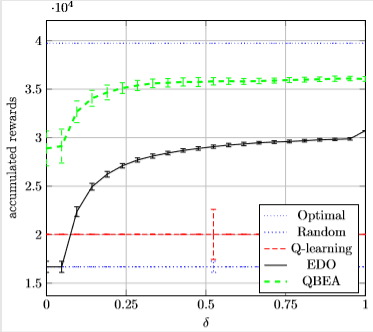 ·10⁴
4
3.5
3
2.5
2
1.5
accumulated rewards
Optimal
Random
Q-learning
EDO
QBEA
0 0.25 0.5 0.75 1
δ